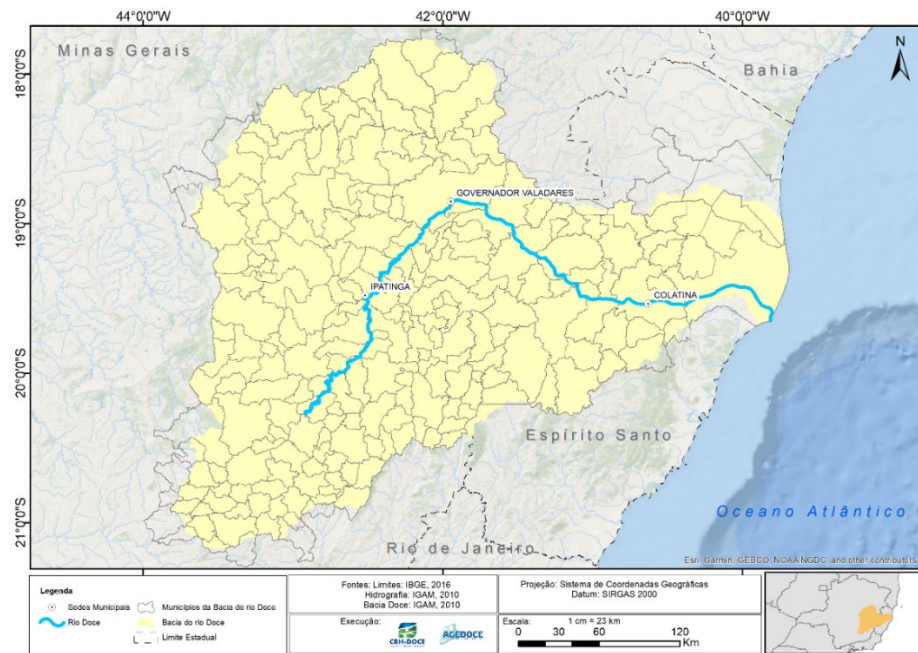 44°0'0"W
42°0'0"W
40°0'0"W
Minas Gerais
Bahia
N
18°0'0"S
GOVERNADOR VALADARES
19°0'0"S
IPATINGA
COLATINA
20°0'0"S
Espírito Santo
21°0'0"S
Oceano Atlântico
Rio de Janeiro
Esri, Garmin, GEBCO, NOAA NGDC, and other contributors
Legenda
Sedes Municipais
Municípios da Bacia do rio Doce
Rio Doce
Bacia do rio Doce
Limite Estadual
Fontes: Limites: IBGE, 2016
Hidrografia: IGAM, 2010
Bacia Doce: IGAM, 2010
Execução:
CBH-DOCE
AGEDOCE
Projeção: Sistema de Coordenadas Geográficas
Datum: SIRGAS 2000
Escala: 1 cm = 23 km
0 30 60 120
Km